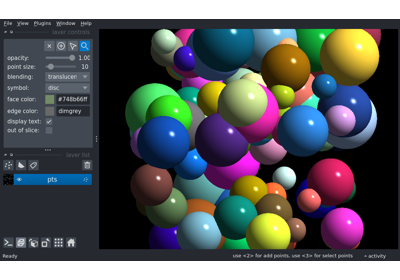 File View Plugins Window Help
layer controls
opacity: 1.00
point size: 10
blending: translucen
symbol: disc
face color: #748b66ff
edge color: dimgrey
display text:
out of slice:
layer list
pts
Ready use <2> for add points, use <3> for select points activity